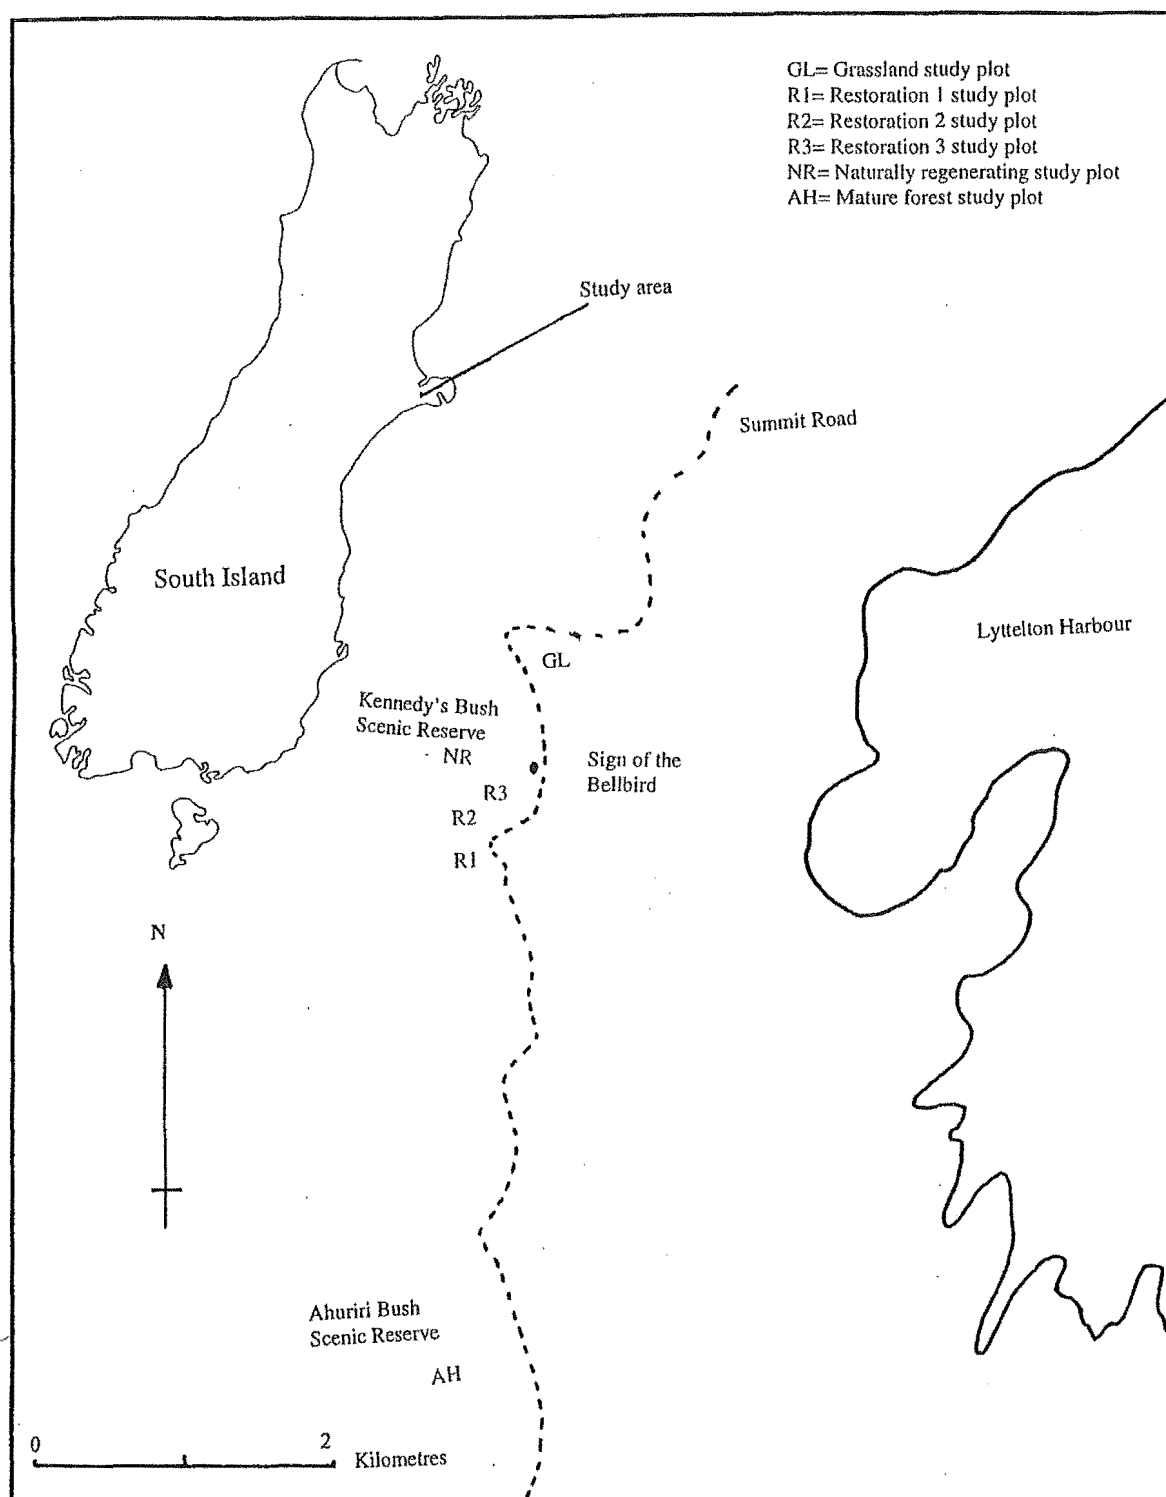 GL= Grassland study plot
R1= Restoration 1 study plot
R2= Restoration 2 study plot
R3= Restoration 3 study plot
NR= Naturally regenerating study plot
AH= Mature forest study plot
Study area
Summit Road
South Island
Lyttelton Harbour
GL
Kennedy's Bush
Scenic Reserve
NR
Sign of the
Bellbird
R3
R2
R1
N
Ahuriri Bush
Scenic Reserve
AH
0
2
Kilometres